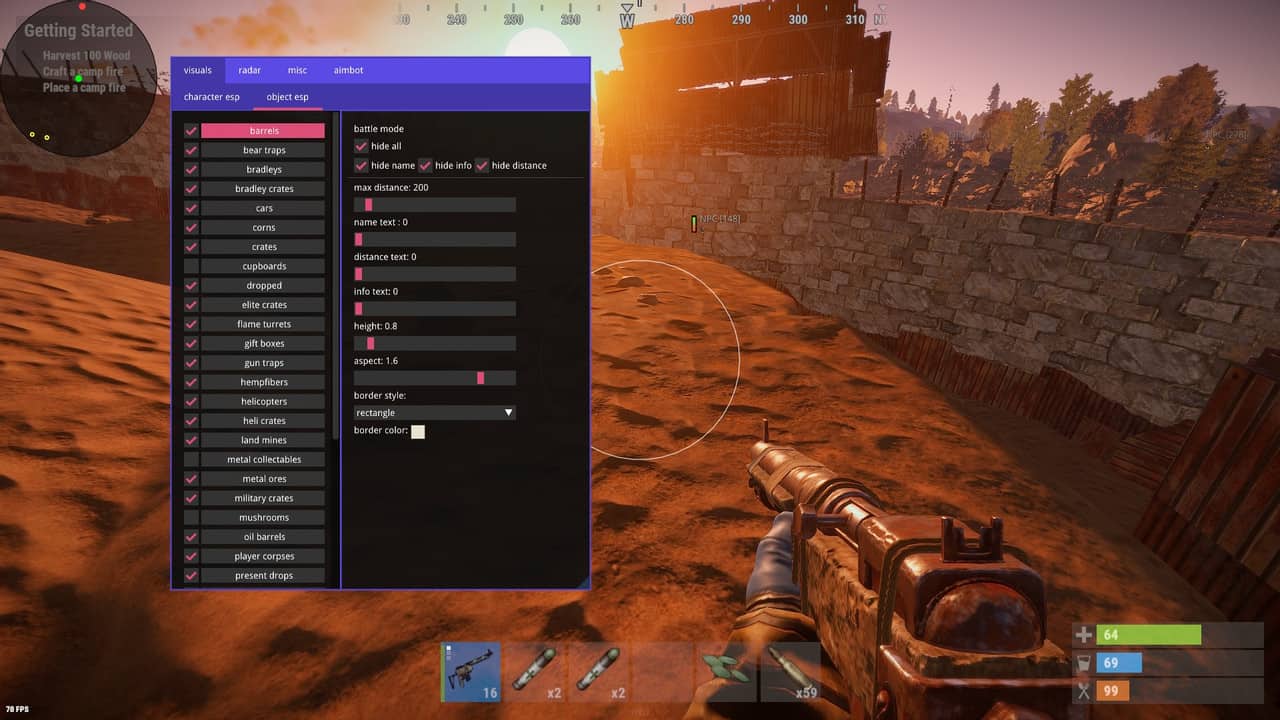 30 240 250 260 W 280 290 300 310 N
Getting Started
Harvest 100 Wood
Craft a camp fire
Place a camp fire
visuals radar misc aimbot
character esp object esp
barrels
bear traps
bradleys
bradley crates
cars
corns
crates
cupboards
dropped
elite crates
flame turrets
gift boxes
gun traps
hempfibers
helicopters
heli crates
land mines
metal collectables
metal ores
military crates
mushrooms
oil barrels
player corpses
present drops
battle mode
hide all
hide name hide info hide distance
max distance: 200
name text : 0
distance text: 0
info text: 0
height: 0.8
aspect: 1.6
border style:
rectangle
border color:
NPC [148]
NPC [278]
16 x2 x2 x59
64
69
99
78 FPS